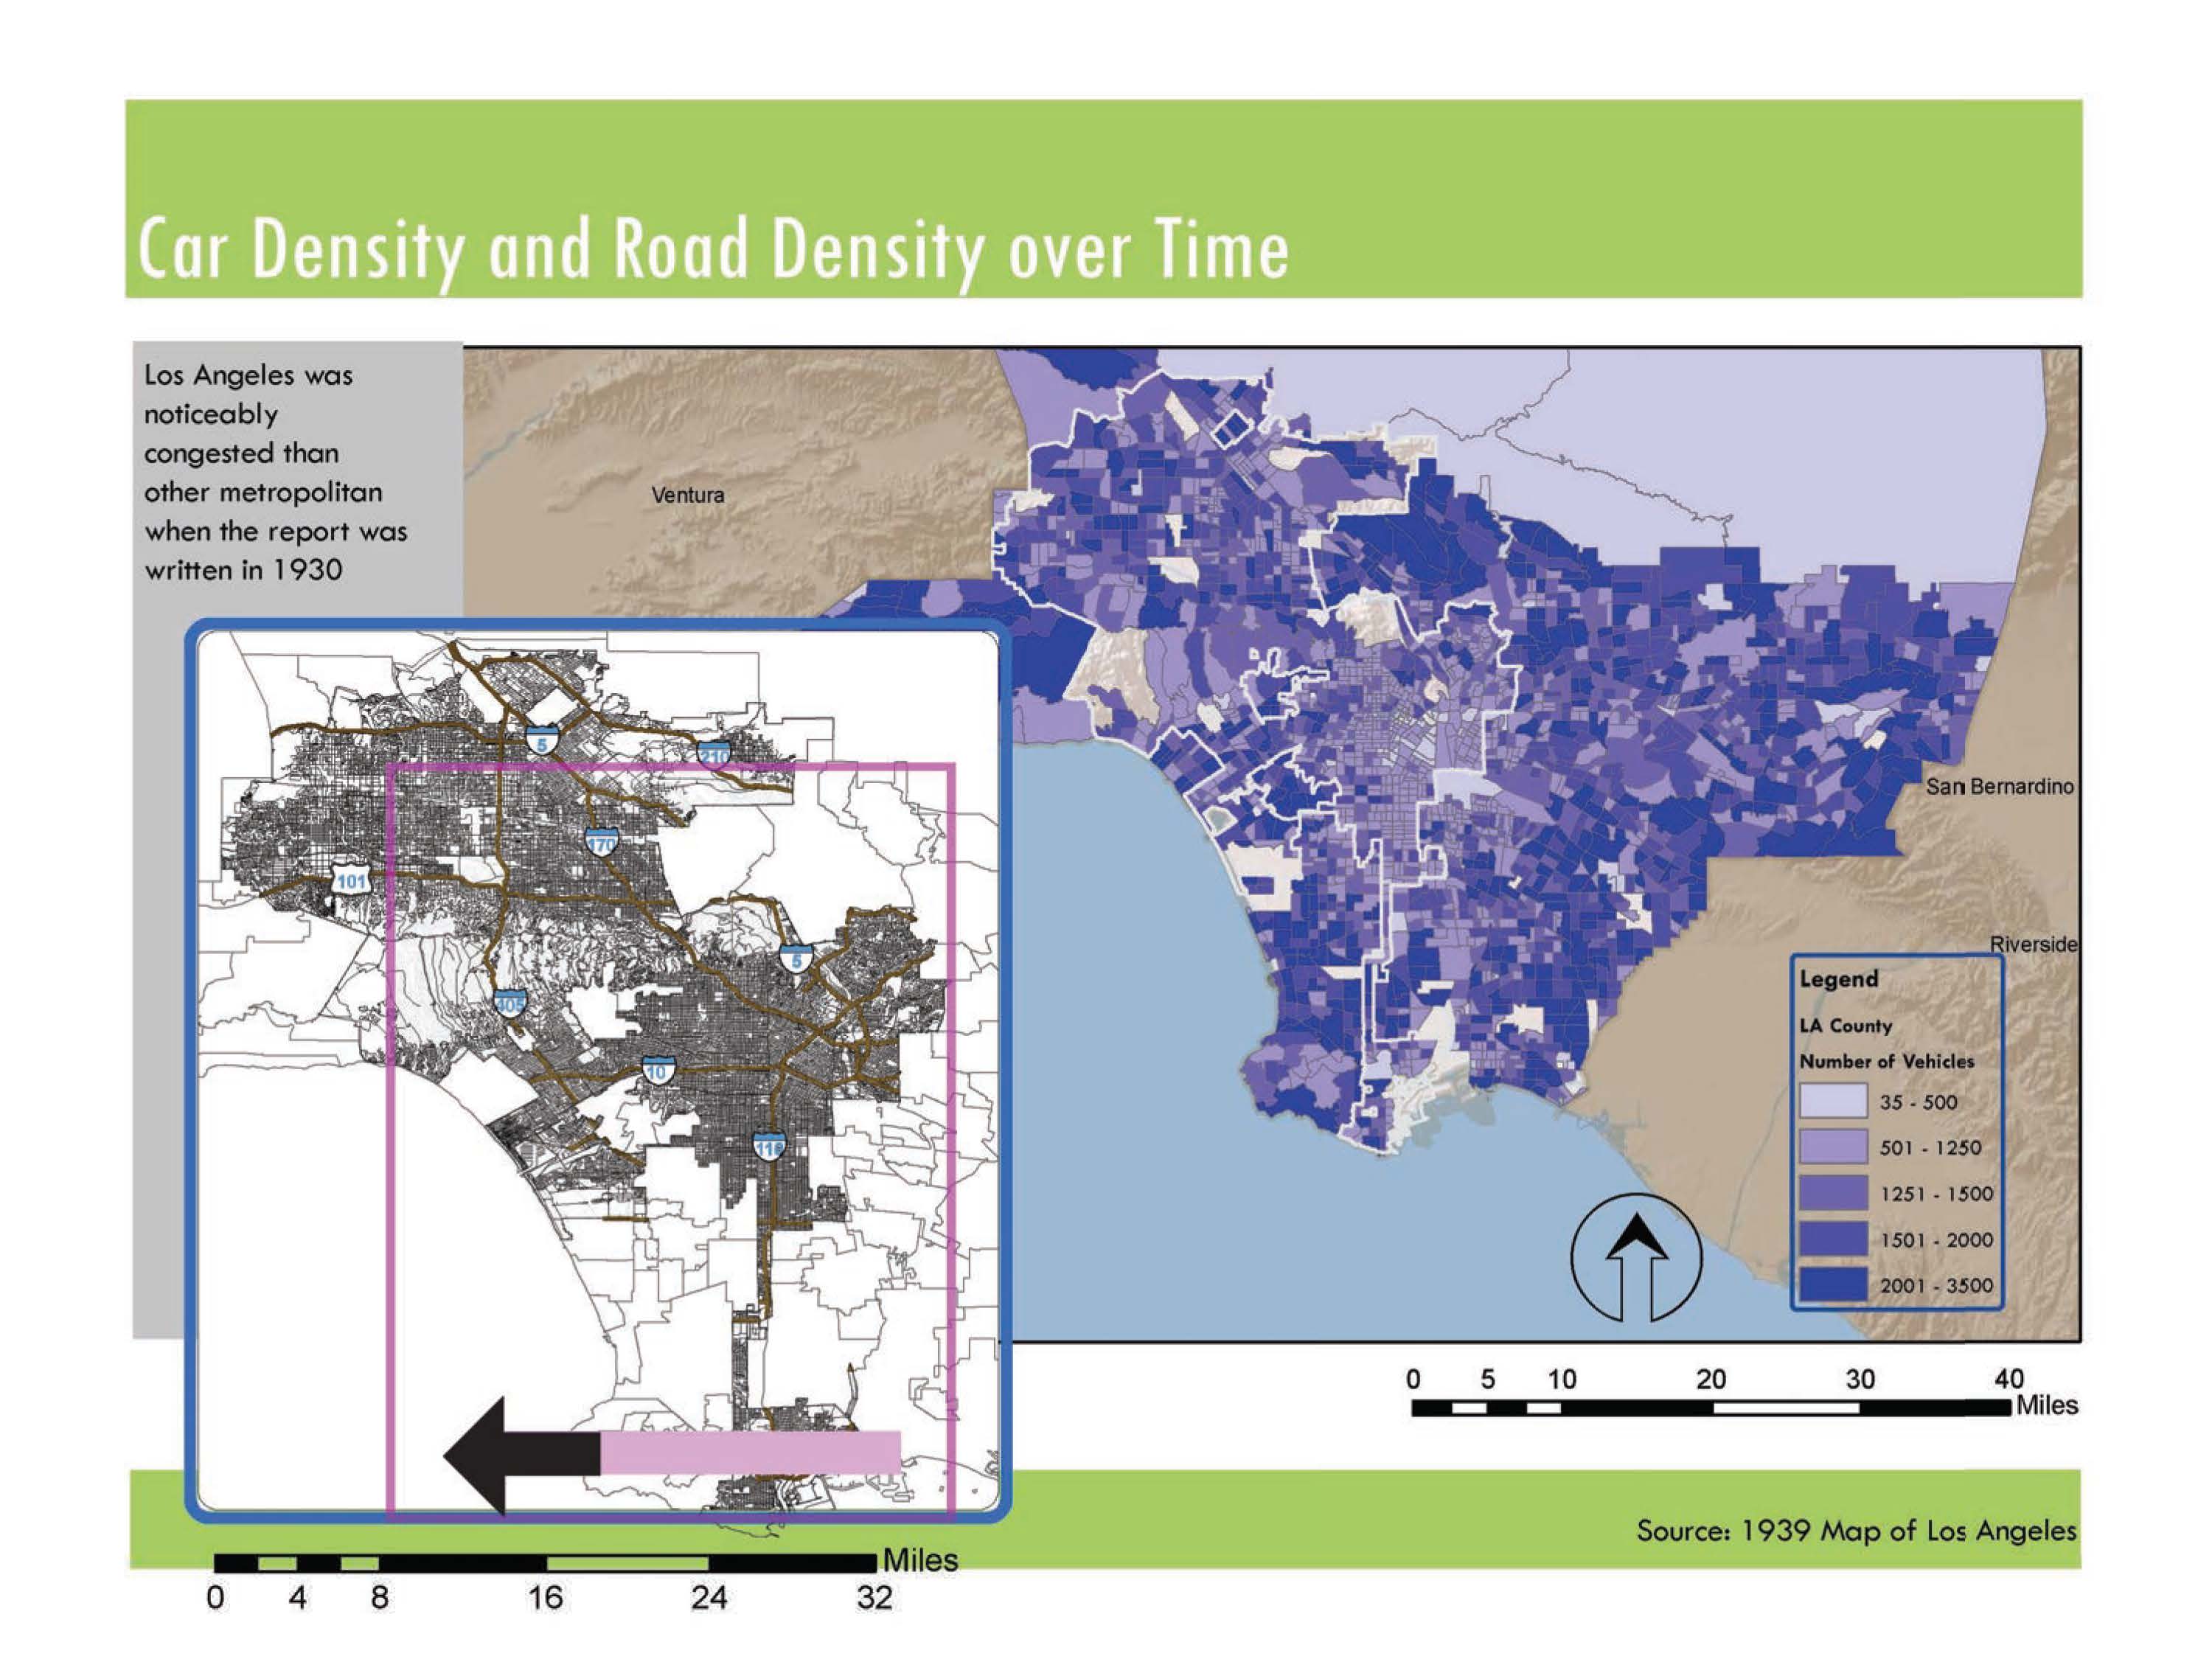 Car Density and Road Density over Time
Los Angeles was
noticeably
congested than
other metropolitan
when the report was
written in 1930
Ventura
San Bernardino
Riverside
5
210
170
101
5
405
10
110
Legend
LA County
Number of Vehicles
35 - 500
501 - 1250
1251 - 1500
1501 - 2000
2001 - 3500
0 5 10 20 30 40
Miles
Source: 1939 Map of Los Angeles
Miles
0 4 8 16 24 32